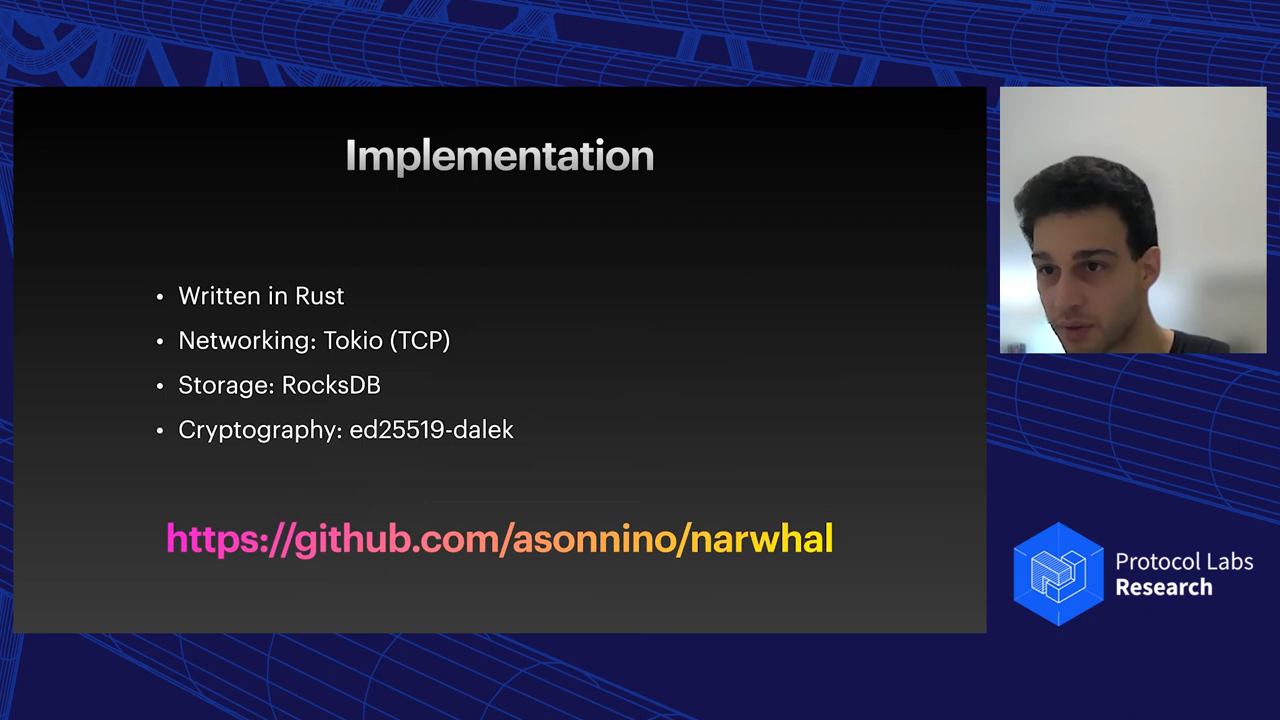 Implementation
• Written in Rust
• Networking: Tokio (TCP)
• Storage: RocksDB
• Cryptography: ed25519-dalek
https://github.com/asonnino/narwhal
Protocol Labs
Research